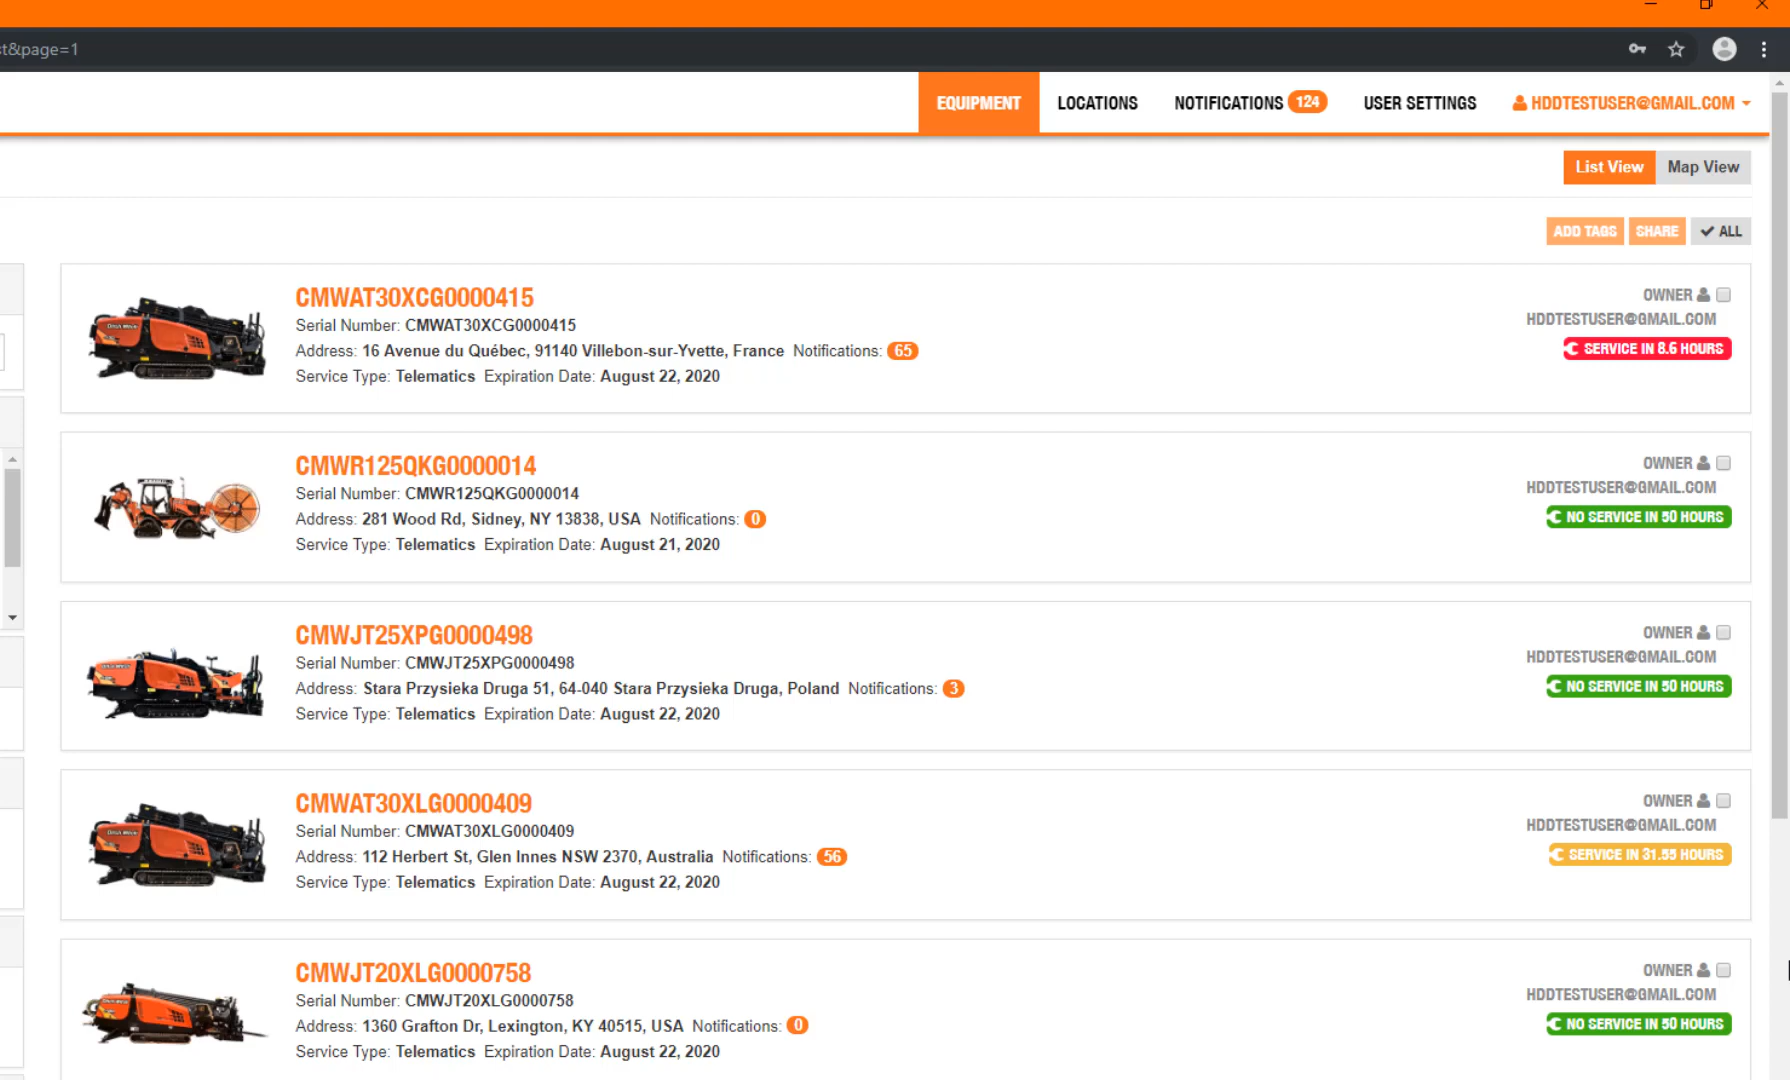 st&page=1
EQUIPMENT LOCATIONS NOTIFICATIONS 124 USER SETTINGS HDDTESTUSER@GMAIL.COM
List View Map View
ADD TAGS SHARE ALL
CMWAT30XCG0000415
Serial Number: CMWAT30XCG0000415
Address: 16 Avenue du Québec, 91140 Villebon-sur-Yvette, France Notifications: 65
Service Type: Telematics Expiration Date: August 22, 2020
OWNER
HDDTESTUSER@GMAIL.COM
SERVICE IN 8.6 HOURS
CMWR125QKG0000014
Serial Number: CMWR125QKG0000014
Address: 281 Wood Rd, Sidney, NY 13838, USA Notifications: 0
Service Type: Telematics Expiration Date: August 21, 2020
OWNER
HDDTESTUSER@GMAIL.COM
NO SERVICE IN 50 HOURS
CMWJT25XPG0000498
Serial Number: CMWJT25XPG0000498
Address: Stara Przysieka Druga 51, 64-040 Stara Przysieka Druga, Poland Notifications: 3
Service Type: Telematics Expiration Date: August 22, 2020
OWNER
HDDTESTUSER@GMAIL.COM
NO SERVICE IN 50 HOURS
CMWAT30XLG0000409
Serial Number: CMWAT30XLG0000409
Address: 112 Herbert St, Glen Innes NSW 2370, Australia Notifications: 56
Service Type: Telematics Expiration Date: August 22, 2020
OWNER
HDDTESTUSER@GMAIL.COM
SERVICE IN 31.55 HOURS
CMWJT20XLG0000758
Serial Number: CMWJT20XLG0000758
Address: 1360 Grafton Dr, Lexington, KY 40515, USA Notifications: 0
Service Type: Telematics Expiration Date: August 22, 2020
OWNER
HDDTESTUSER@GMAIL.COM
NO SERVICE IN 50 HOURS